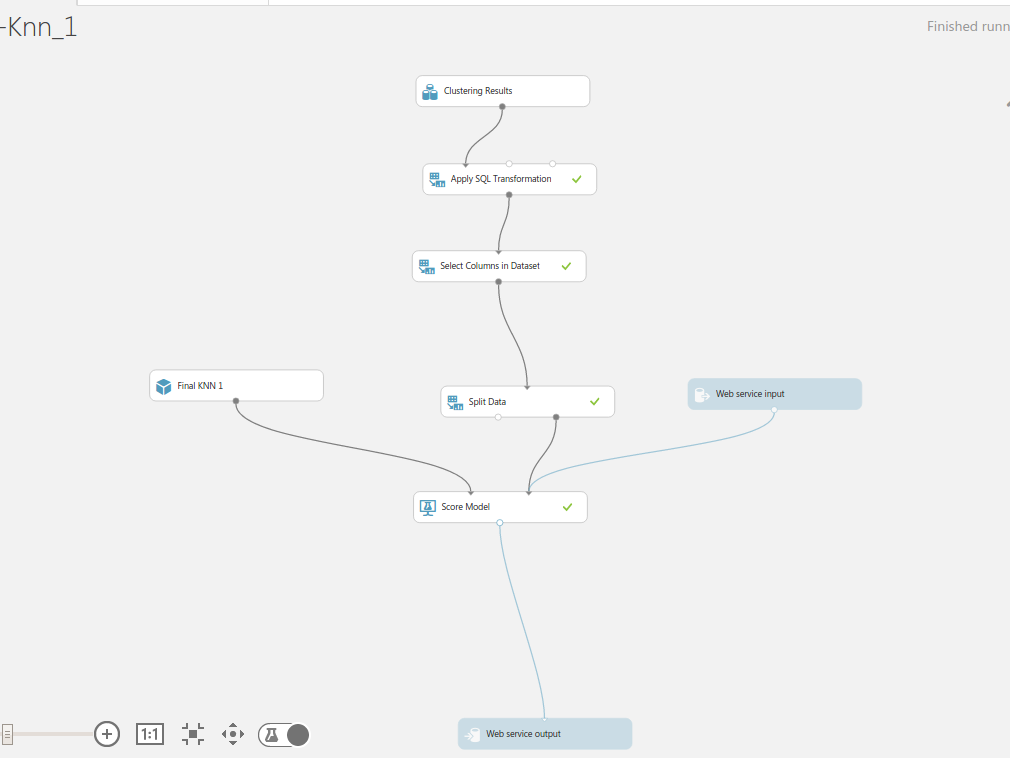 -Knn_1
Finished runn
Clustering Results
Apply SQL Transformation
Select Columns in Dataset
Final KNN 1
Split Data
Web service input
Score Model
1:1
Web service output